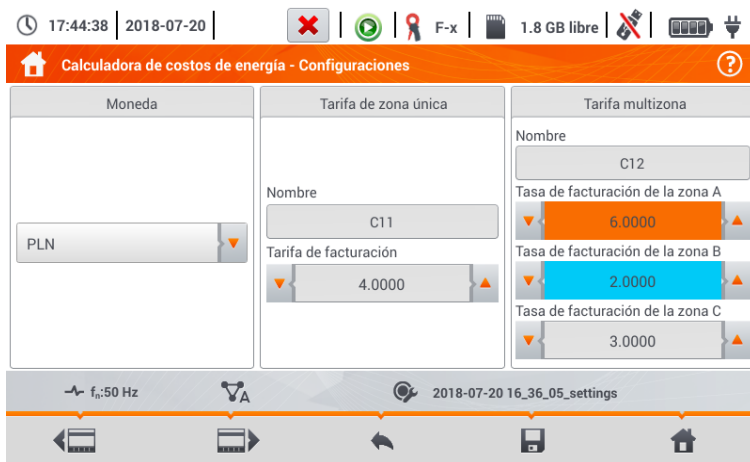 17:44:38 2018-07-20 F-x 1.8 GB libre
Calculadora de costos de energía - Configuraciones ?
Moneda
PLN
Tarifa de zona única
Nombre
C11
Tarifa de facturación
4.0000
Tarifa multizona
Nombre
C12
Tasa de facturación de la zona A
6.0000
Tasa de facturación de la zona B
2.0000
Tasa de facturación de la zona C
3.0000
fn:50 Hz A 2018-07-20 16_36_05_settings